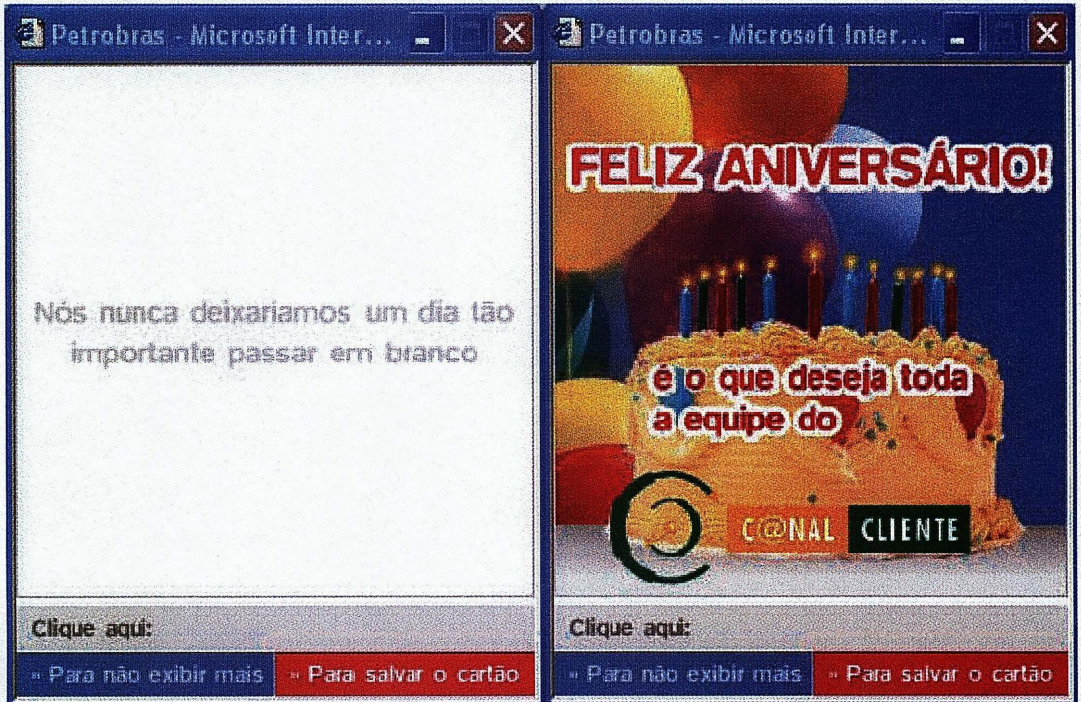 Petrobras - Microsoft Inter...
Nós nunca deixariamos um dia tão
importante passar em branco
Clique aqui:
» Para não exibir mais
» Para salvar o cartão
Petrobras - Microsoft Inter...
FELIZ ANIVERSÁRIO!
é o que deseja toda
a equipe do
C@NAL CLIENTE
Clique aqui:
» Para não exibir mais
» Para salvar o cartão